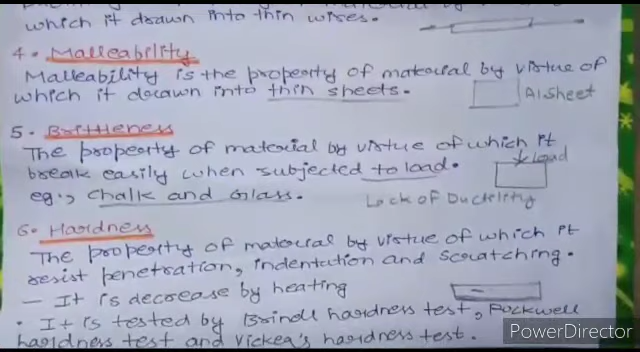 which it drawn into thin wires.
4. Malleability
Malleability is the property of material by virtue of
which it drawn into thin sheets.
Al sheet
5. Brittleness
The property of material by virtue of which it
break easily when subjected to load.
load
eg:, Chalk and Glass.
Lack of Ductility
6. Hardness
The property of material by virtue of which it
resist penetration, indentation and scratching.
- It is decrease by heating
• It is tested by Brinell hardness test, Rockwell
hardness test and Vicker's hardness test.
PowerDirector